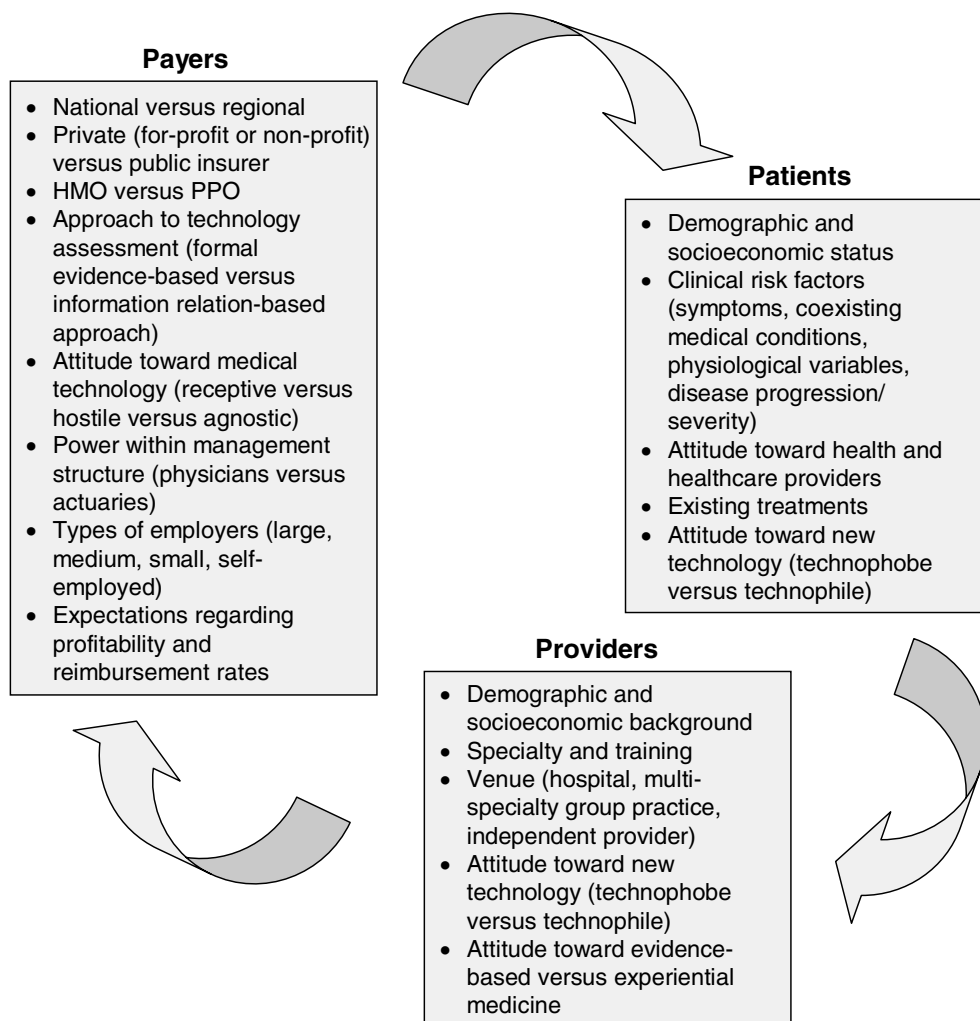 Payers
• National versus regional
• Private (for-profit or non-profit)
versus public insurer
• HMO versus PPO
• Approach to technology
assessment (formal
evidence-based versus
information relation-based
approach)
• Attitude toward medical
technology (receptive versus
hostile versus agnostic)
• Power within management
structure (physicians versus
actuaries)
• Types of employers (large,
medium, small, self-
employed)
• Expectations regarding
profitability and
reimbursement rates
Patients
• Demographic and
socioeconomic status
• Clinical risk factors
(symptoms, coexisting
medical conditions,
physiological variables,
disease progression/
severity)
• Attitude toward health and
healthcare providers
• Existing treatments
• Attitude toward new
technology (technophobe
versus technophile)
Providers
• Demographic and
socioeconomic background
• Specialty and training
• Venue (hospital, multi-
specialty group practice,
independent provider)
• Attitude toward new
technology (technophobe
versus technophile)
• Attitude toward evidence-
based versus experiential
medicine